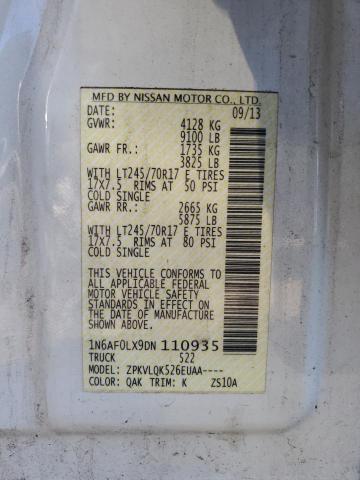 MFD BY NISSAN MOTOR CO., LTD.
DATE: 09/13
GVWR: 4128 KG
9100 LB
GAWR FR.: 1735 KG
3825 LB
WITH LT245/70R17 E TIRES
17X7.5 RIMS AT 50 PSI
COLD SINGLE
GAWR RR.: 2665 KG
5875 LB
WITH LT245/70R17 E TIRES
17X7.5 RIMS AT 80 PSI
COLD SINGLE
THIS VEHICLE CONFORMS TO
ALL APPLICABLE FEDERAL
MOTOR VEHICLE SAFETY
STANDARDS IN EFFECT ON
THE DATE OF MANUFACTURE
SHOWN ABOVE
1N6AF0LX9DN 110935
TRUCK 522
MODEL: ZPKVLQK526EUAA----
COLOR: QAK TRIM: K ZS10A